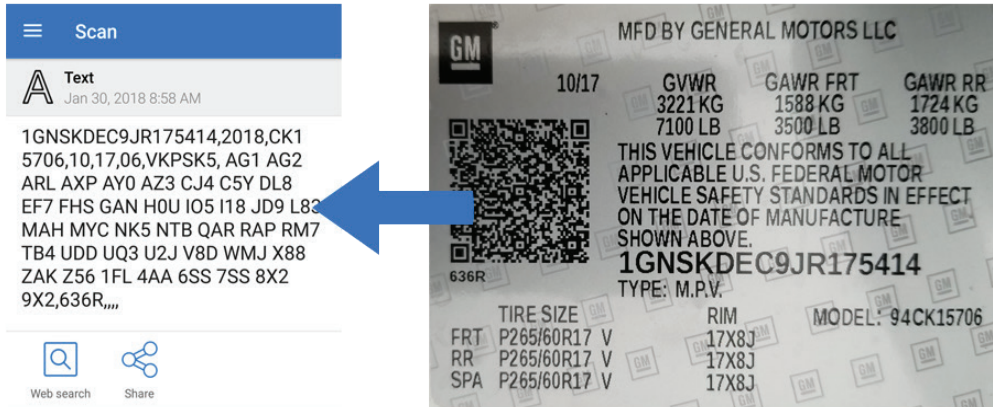 Scan
Text
Jan 30, 2018 8:58 AM
1GNSKDEC9JR175414,2018,CK1
5706,10,17,06,VKPSK5, AG1 AG2
ARL AXP AY0 AZ3 CJ4 C5Y DL8
EF7 FHS GAN H0U IO5 I18 JD9 L83
MAH MYC NK5 NTB QAR RAP RM7
TB4 UDD UQ3 U2J V8D WMJ X88
ZAK Z56 1FL 4AA 6SS 7SS 8X2
9X2,636R,,,,
Web search Share
GM
MFD BY GENERAL MOTORS LLC
10/17 GVWR GAWR FRT GAWR RR
3221 KG 1588 KG 1724 KG
7100 LB 3500 LB 3800 LB
THIS VEHICLE CONFORMS TO ALL
APPLICABLE U.S. FEDERAL MOTOR
VEHICLE SAFETY STANDARDS IN EFFECT
ON THE DATE OF MANUFACTURE
SHOWN ABOVE.
636R
1GNSKDEC9JR175414
TYPE: M.P.V.
TIRE SIZE RIM MODEL: 94CK15706
FRT P265/60R17 V 17X8J
RR P265/60R17 V 17X8J
SPA P265/60R17 V 17X8J